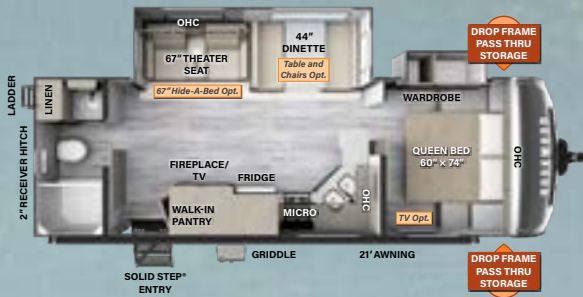 OHC
67" THEATER
SEAT
67" Hide-A-Bed Opt.
44"
DINETTE
Table and
Chairs Opt.
DROP FRAME
PASS THRU
STORAGE
LADDER
LINEN
2" RECEIVER HITCH
WARDROBE
QUEEN BED
60" x 74"
OHC
FIREPLACE/
TV
FRIDGE
WALK-IN
PANTRY
MICRO
OHC
TV Opt.
SOLID STEP®
ENTRY
GRIDDLE
21' AWNING
DROP FRAME
PASS THRU
STORAGE